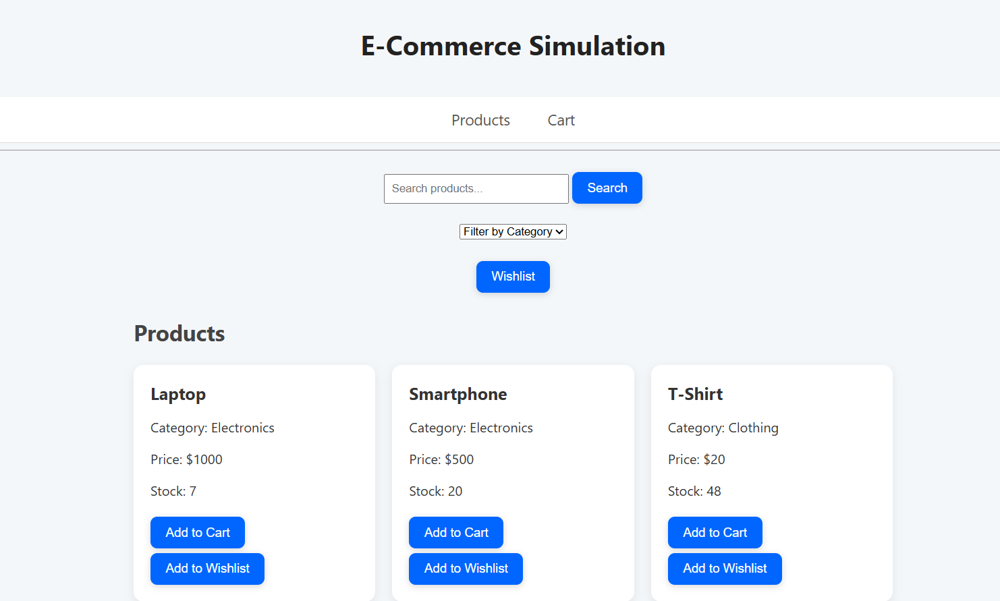 E-Commerce Simulation
Products Cart
Search products... Search
Filter by Category
Wishlist
Products
Laptop
Category: Electronics
Price: $1000
Stock: 7
Add to Cart
Add to Wishlist
Smartphone
Category: Electronics
Price: $500
Stock: 20
Add to Cart
Add to Wishlist
T-Shirt
Category: Clothing
Price: $20
Stock: 48
Add to Cart
Add to Wishlist